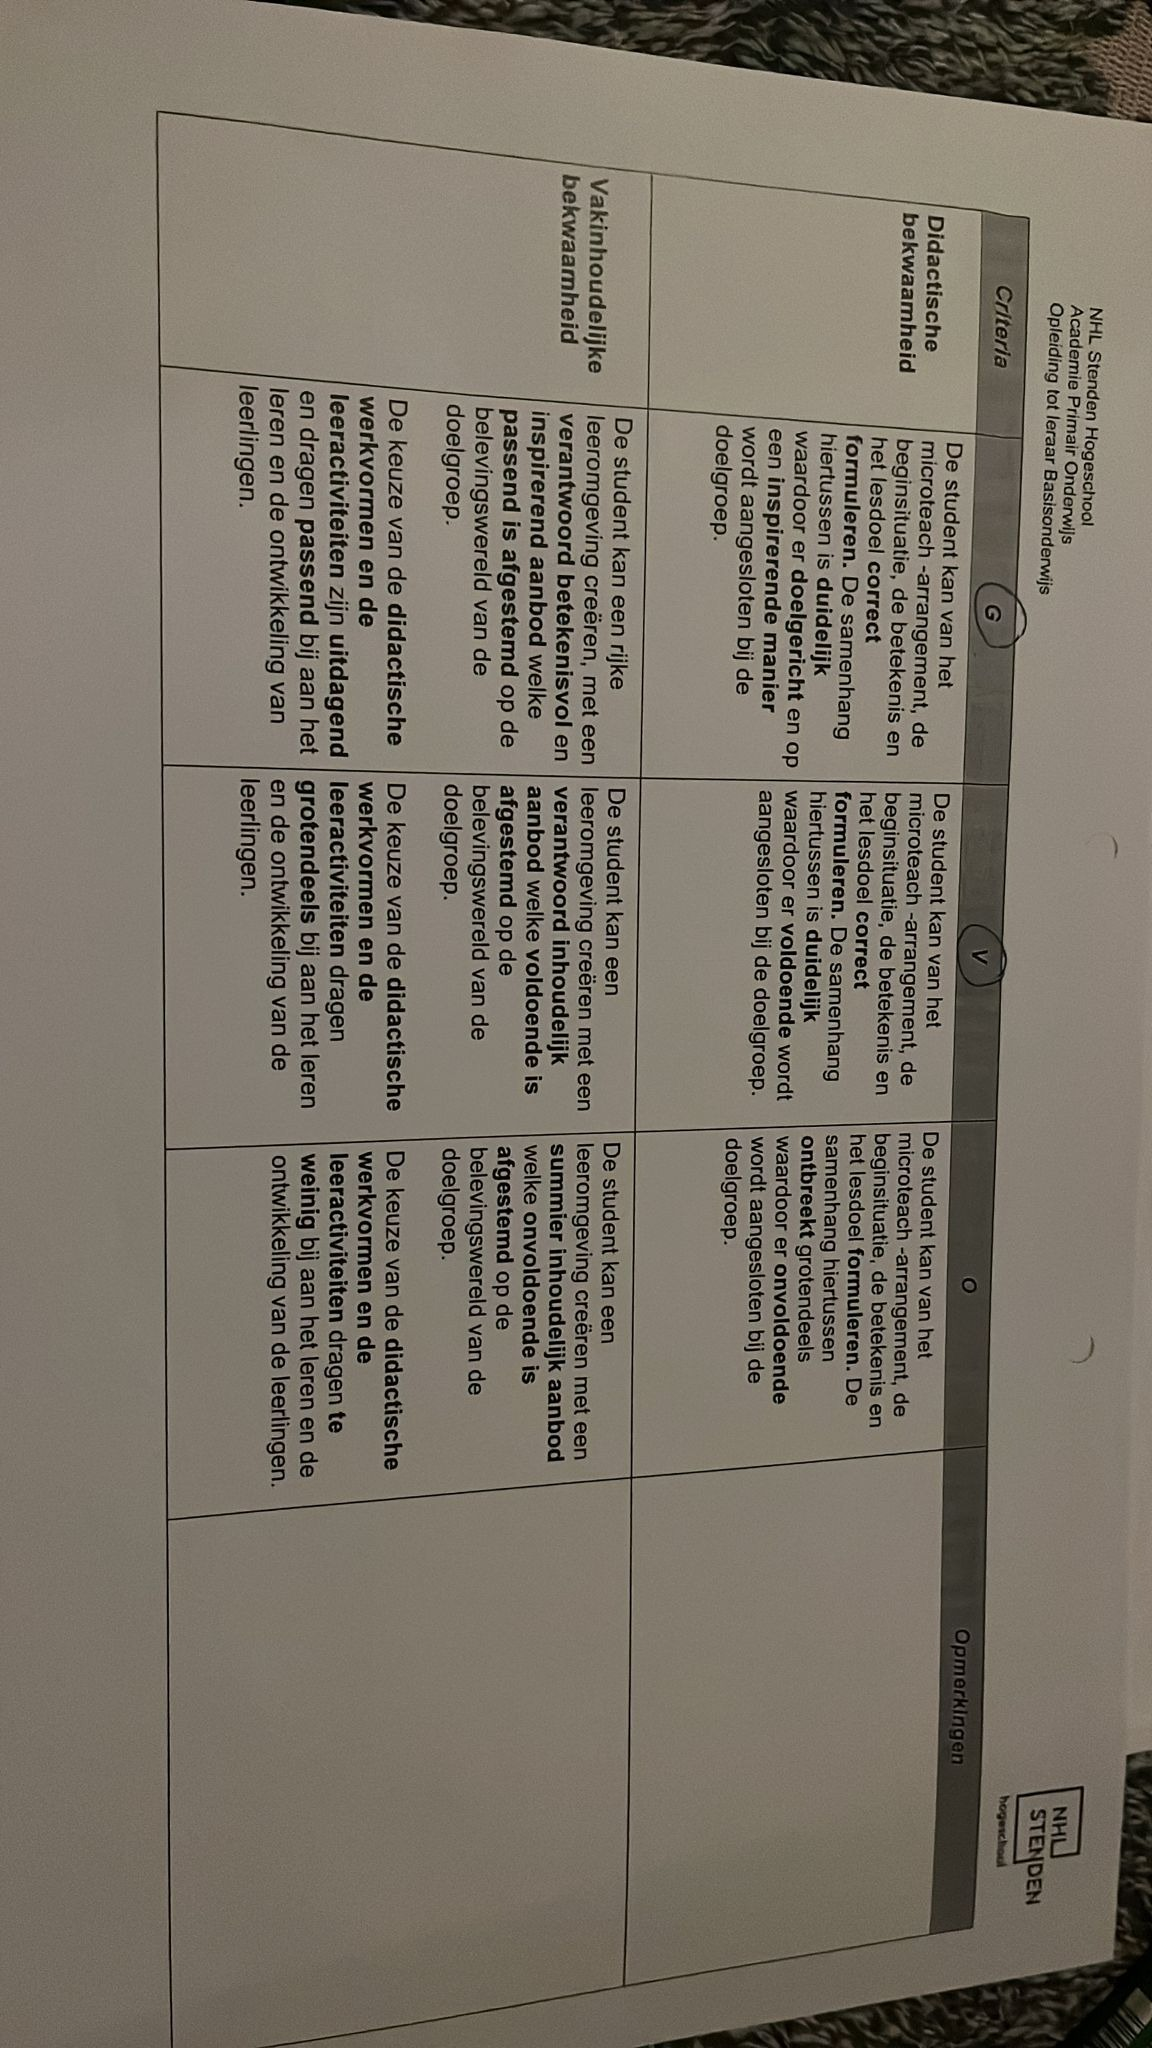 NHL Stenden Hogeschool
Academie Primair Onderwijs
Opleiding tot leraar Basisonderwijs
NHL
STENDEN
hogeschool
Criteria
G
V
O
Opmerkingen
Didactische
bekwaamheid
De student kan van het
microteach -arrangement, de
beginsituatie, de betekenis en
het lesdoel correct
formuleren. De samenhang
hiertussen is duidelijk
waardoor er doelgericht en op
een inspirerende manier
wordt aangesloten bij de
doelgroep.
De student kan van het
microteach -arrangement, de
beginsituatie, de betekenis en
het lesdoel correct
formuleren. De samenhang
hiertussen is duidelijk
waardoor er voldoende wordt
aangesloten bij de doelgroep.
De student kan van het
microteach -arrangement, de
beginsituatie, de betekenis en
het lesdoel formuleren. De
samenhang hiertussen
ontbreekt grotendeels
waardoor er onvoldoende
wordt aangesloten bij de
doelgroep.
Vakinhoudelijke
bekwaamheid
De student kan een rijke
leeromgeving creëren, met een
verantwoord betekenisvol en
inspirerend aanbod welke
passend is afgestemd op de
belevingswereld van de
doelgroep.
De keuze van de didactische
werkvormen en de
leeractiviteiten zijn uitdagend
en dragen passend bij aan het
leren en de ontwikkeling van
leerlingen.
De student kan een
leeromgeving creëren met een
verantwoord inhoudelijk
aanbod welke voldoende is
afgestemd op de
belevingswereld van de
doelgroep.
De keuze van de didactische
werkvormen en de
leeractiviteiten dragen
grotendeels bij aan het leren
en de ontwikkeling van de
leerlingen.
De student kan een
leeromgeving creëren met een
summier inhoudelijk aanbod
welke onvoldoende is
afgestemd op de
belevingswereld van de
doelgroep.
De keuze van de didactische
werkvormen en de
leeractiviteiten dragen te
weinig bij aan het leren en de
ontwikkeling van de leerlingen.